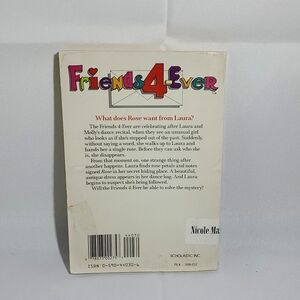 Friends 4 Ever
What does Rose want from Laura?
The Friends 4-Ever are celebrating after Laura and
Molly's dance recital, when they see an unusual girl
who looks as if she's stepped out of the past. Suddenly,
without saying a word, she walks up to Laura and
hands her a single rose. Before they can ask who she
is, she disappears.
From that moment on, one strange thing after
another happens. Laura finds rose petals and notes
signed Rose in her secret hiding place. A beautiful,
antique dress appears in her dance bag. And Laura
begins to suspect she's being followed.
Will the Friends 4-Ever be able to solve the mystery?
44030
Nicole Ma
ISBN 0-590-44030-6
SCHOLASTIC INC.